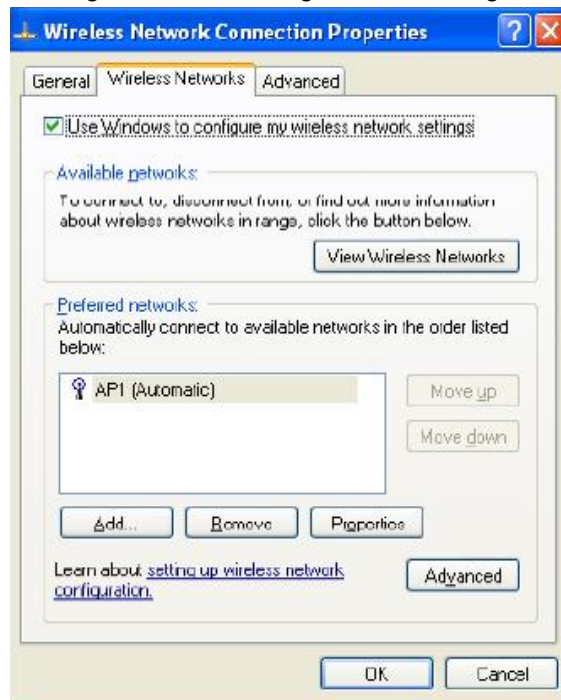 Wireless Network Connection Properties
General Wireless Networks Advanced
Use Windows to configure my wireless network settings
Available networks:
To connect to, disconnect from, or find out more information
about wireless networks in range, click the button below.
View Wireless Networks
Preferred networks:
Automatically connect to available networks in the order listed
below:
AP1 (Automatic)
Move up
Move down
Add... Remove Properties
Learn about setting up wireless network
configuration.
Advanced
OK Cancel